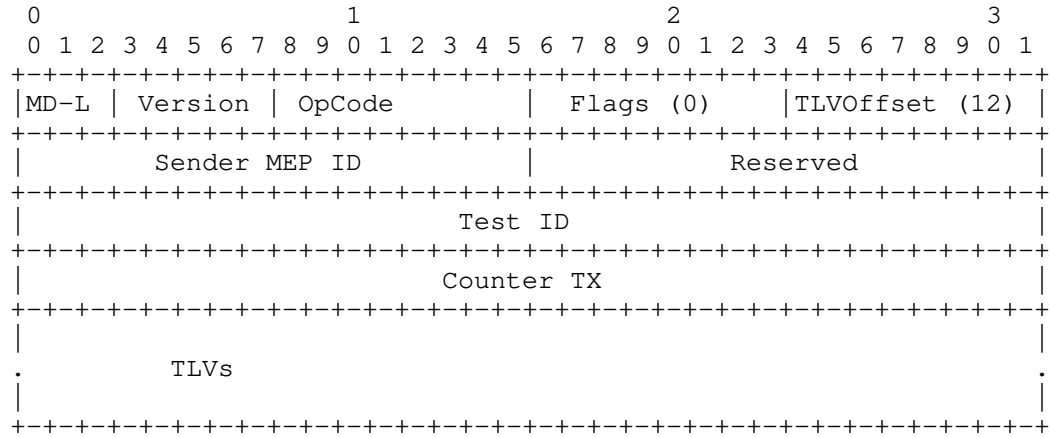 0                   1                   2                   3
 0 1 2 3 4 5 6 7 8 9 0 1 2 3 4 5 6 7 8 9 0 1 2 3 4 5 6 7 8 9 0 1
+-+-+-+-+-+-+-+-+-+-+-+-+-+-+-+-+-+-+-+-+-+-+-+-+-+-+-+-+-+-+-+-+
|MD-L | Version | OpCode        |  Flags (0)    |TLVOffset (12) |
+-+-+-+-+-+-+-+-+-+-+-+-+-+-+-+-+-+-+-+-+-+-+-+-+-+-+-+-+-+-+-+-+
|        Sender MEP ID          |            Reserved           |
+-+-+-+-+-+-+-+-+-+-+-+-+-+-+-+-+-+-+-+-+-+-+-+-+-+-+-+-+-+-+-+-+
|                           Test ID                             |
+-+-+-+-+-+-+-+-+-+-+-+-+-+-+-+-+-+-+-+-+-+-+-+-+-+-+-+-+-+-+-+-+
|                          Counter TX                           |
+-+-+-+-+-+-+-+-+-+-+-+-+-+-+-+-+-+-+-+-+-+-+-+-+-+-+-+-+-+-+-+-+
|                                                               |
.         TLVs                                                  .
|                                                               |
+-+-+-+-+-+-+-+-+-+-+-+-+-+-+-+-+-+-+-+-+-+-+-+-+-+-+-+-+-+-+-+-+